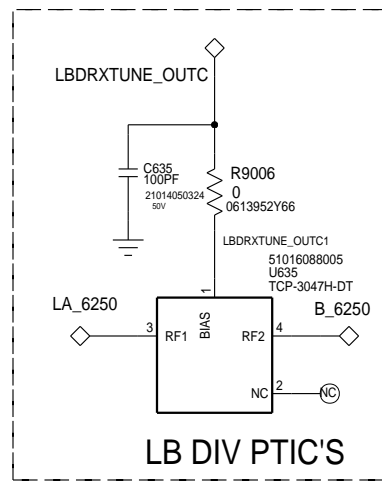 LBDRXTUNE_OUTC
C635
100PF
21014050324
50V
R9006
0
0613952Y66
LBDRXTUNE_OUTC1
51016088005
U635
TCP-3047H-DT
LA_6250
B_6250
1
3
RF1
BIAS
RF2
4
NC
2
NC
LB DIV PTIC'S